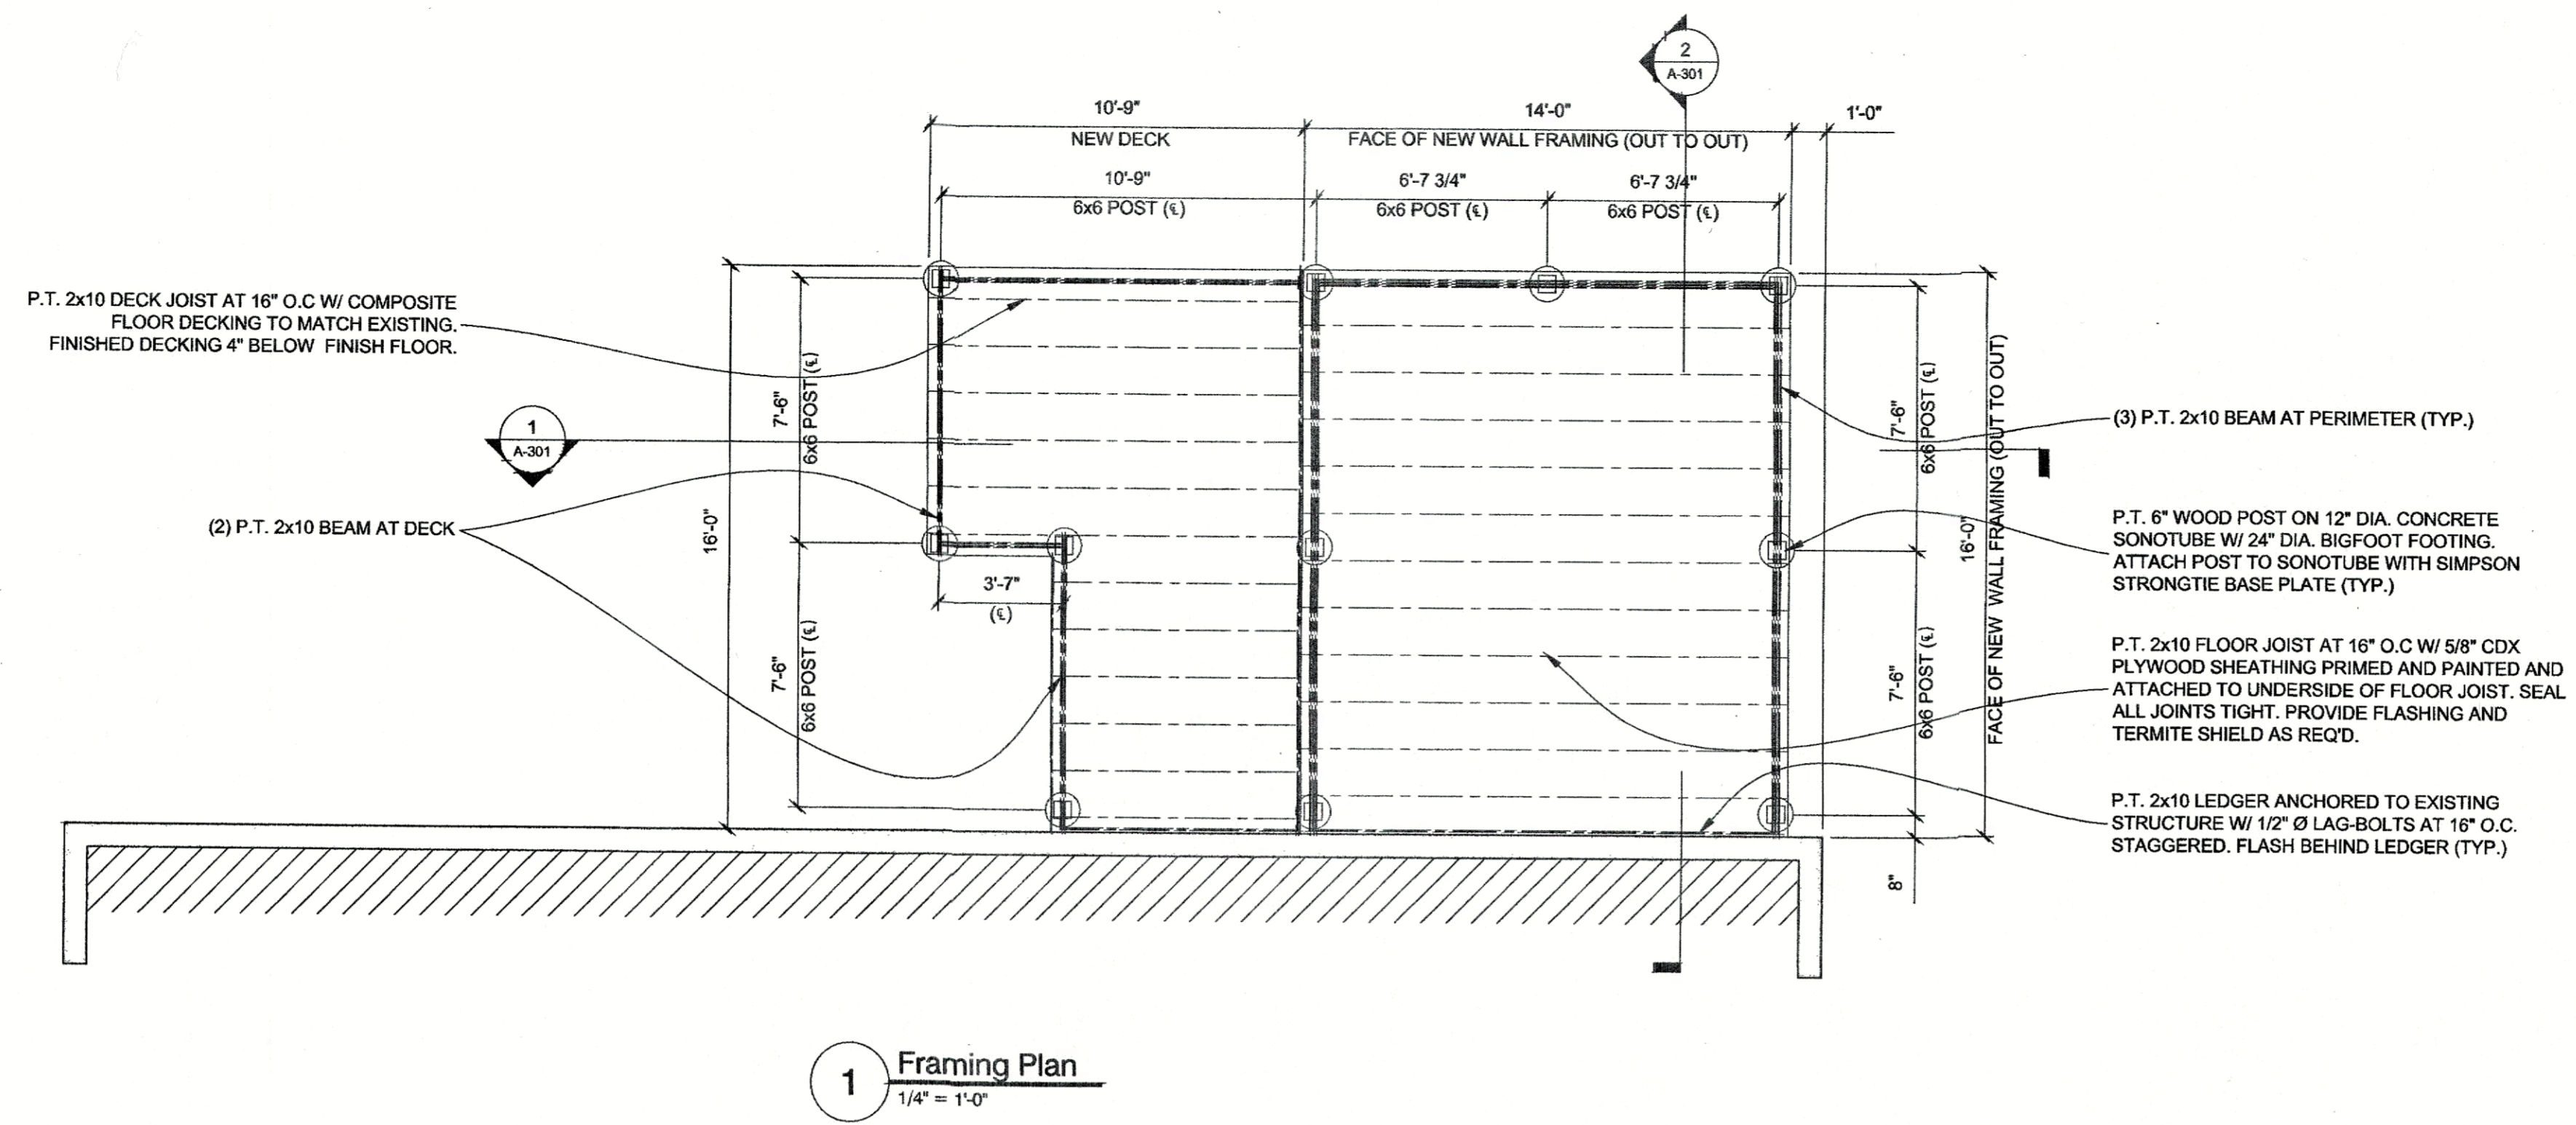 2
A-301
10'-9"
14'-0"
1'-0"
NEW DECK
FACE OF NEW WALL FRAMING (OUT TO OUT)
10'-9"
6'-7 3/4"
6'-7 3/4"
6x6 POST (℄)
6x6 POST (℄)
6x6 POST (℄)
P.T. 2x10 DECK JOIST AT 16" O.C W/ COMPOSITE
FLOOR DECKING TO MATCH EXISTING.
FINISHED DECKING 4" BELOW FINISH FLOOR.
1
A-301
(2) P.T. 2x10 BEAM AT DECK
16'-0"
7'-6"
6x6 POST (℄)
7'-6"
6x6 POST (℄)
3'-7"
(℄)
7'-6"
6x6 POST (℄)
7'-6"
6x6 POST (℄)
8"
16'-0"
FACE OF NEW WALL FRAMING (OUT TO OUT)
(3) P.T. 2x10 BEAM AT PERIMETER (TYP.)
P.T. 6" WOOD POST ON 12" DIA. CONCRETE
SONOTUBE W/ 24" DIA. BIGFOOT FOOTING.
ATTACH POST TO SONOTUBE WITH SIMPSON
STRONGTIE BASE PLATE (TYP.)
P.T. 2x10 FLOOR JOIST AT 16" O.C W/ 5/8" CDX
PLYWOOD SHEATHING PRIMED AND PAINTED AND
ATTACHED TO UNDERSIDE OF FLOOR JOIST. SEAL
ALL JOINTS TIGHT. PROVIDE FLASHING AND
TERMITE SHIELD AS REQ'D.
P.T. 2x10 LEDGER ANCHORED TO EXISTING
STRUCTURE W/ 1/2" Ø LAG-BOLTS AT 16" O.C.
STAGGERED. FLASH BEHIND LEDGER (TYP.)
1
Framing Plan
1/4" = 1'-0"